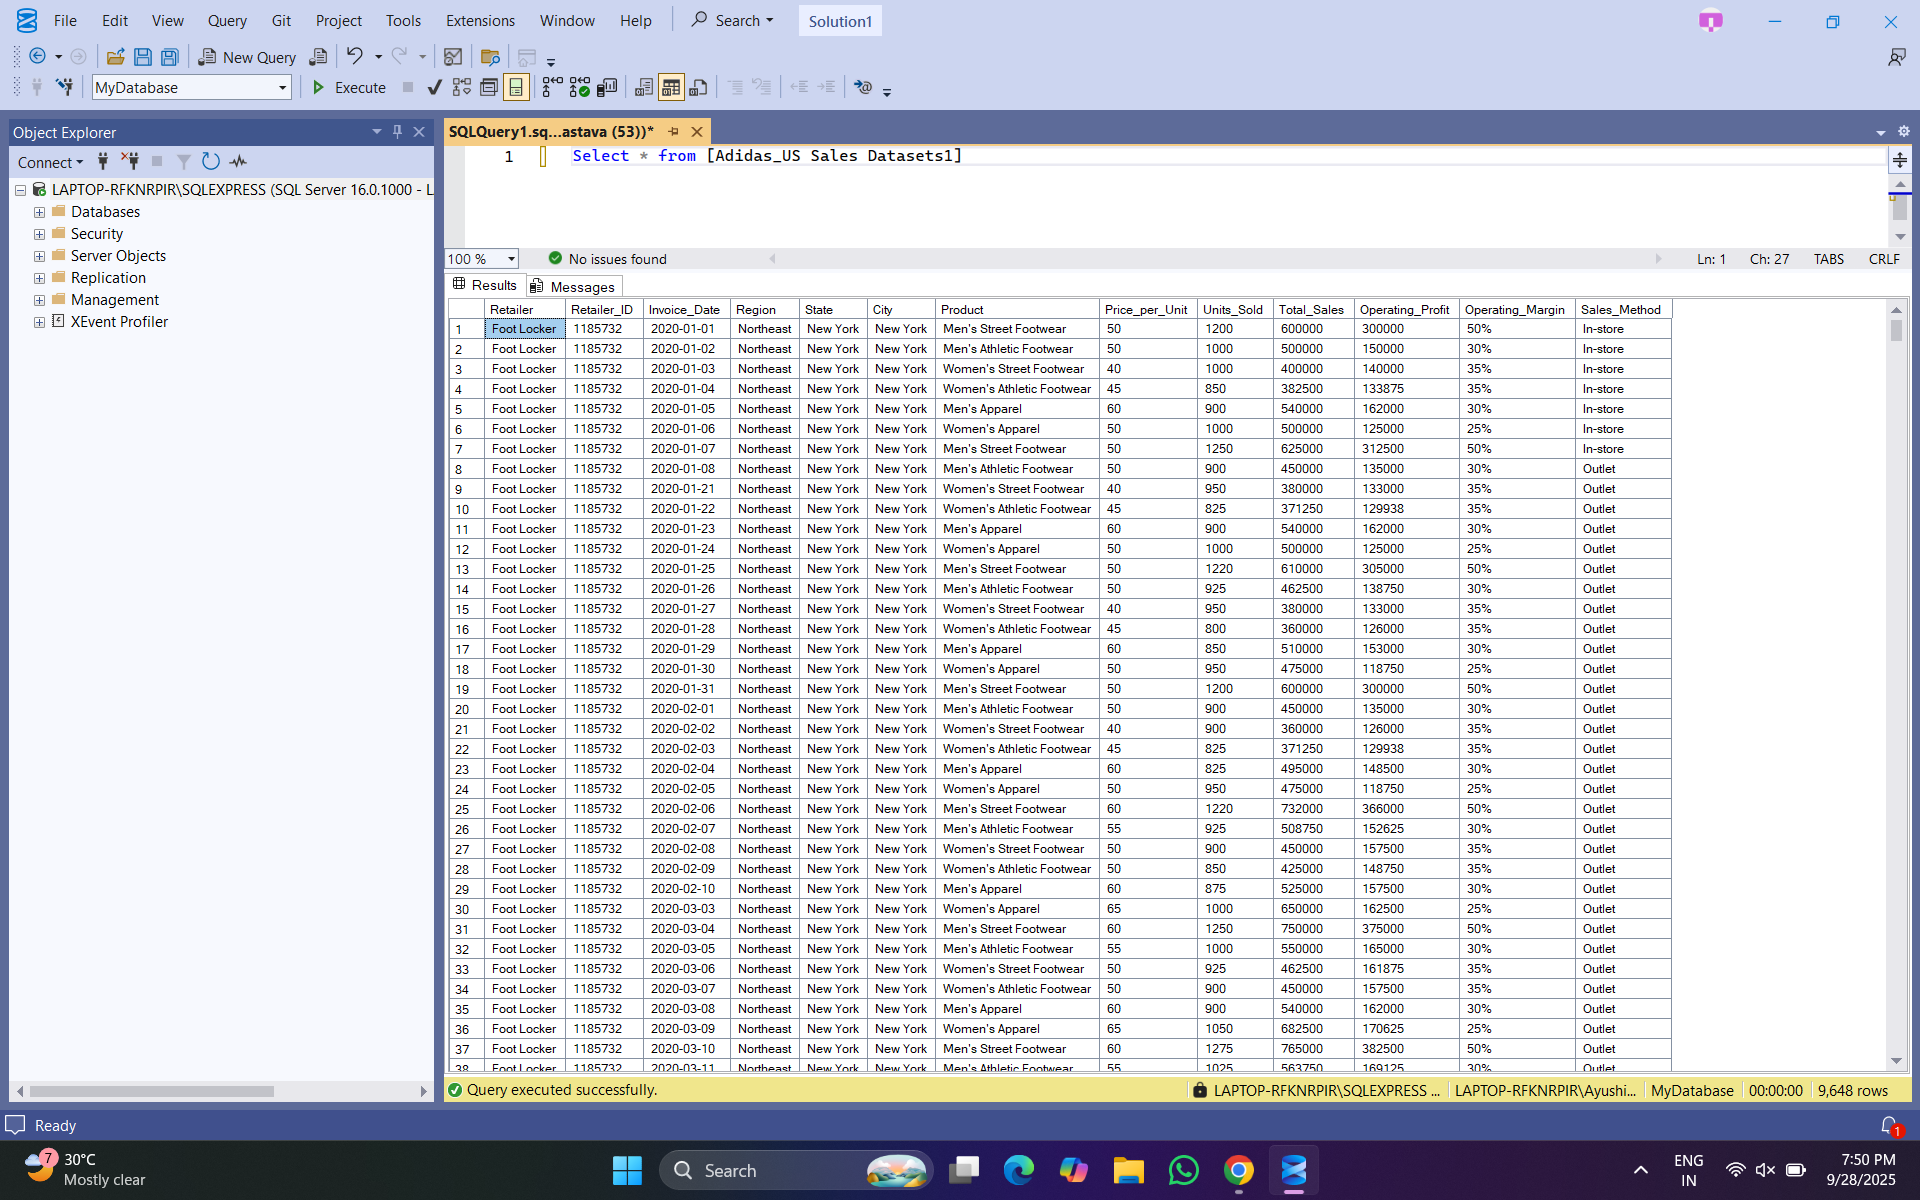 File Edit View Query Git Project Tools Extensions Window Help Search Solution1
New Query
MyDatabase Execute
Object Explorer
Connect
LAPTOP-RFKNRPIR\SQLEXPRESS (SQL Server 16.0.1000 - L
Databases
Security
Server Objects
Replication
Management
XEvent Profiler
SQLQuery1.sq...astava (53))*
1 Select * from [Adidas_US Sales Datasets1]
100 % No issues found Ln: 1 Ch: 27 TABS CRLF
Results Messages
Retailer Retailer_ID Invoice_Date Region State City Product Price_per_Unit Units_Sold Total_Sales Operating_Profit Operating_Margin Sales_Method
1 Foot Locker 1185732 2020-01-01 Northeast New York New York Men's Street Footwear 50 1200 600000 300000 50% In-store
2 Foot Locker 1185732 2020-01-02 Northeast New York New York Men's Athletic Footwear 50 1000 500000 150000 30% In-store
3 Foot Locker 1185732 2020-01-03 Northeast New York New York Women's Street Footwear 40 1000 400000 140000 35% In-store
4 Foot Locker 1185732 2020-01-04 Northeast New York New York Women's Athletic Footwear 45 850 382500 133875 35% In-store
5 Foot Locker 1185732 2020-01-05 Northeast New York New York Men's Apparel 60 900 540000 162000 30% In-store
6 Foot Locker 1185732 2020-01-06 Northeast New York New York Women's Apparel 50 1000 500000 125000 25% In-store
7 Foot Locker 1185732 2020-01-07 Northeast New York New York Men's Street Footwear 50 1250 625000 312500 50% In-store
8 Foot Locker 1185732 2020-01-08 Northeast New York New York Men's Athletic Footwear 50 900 450000 135000 30% Outlet
9 Foot Locker 1185732 2020-01-21 Northeast New York New York Women's Street Footwear 40 950 380000 133000 35% Outlet
10 Foot Locker 1185732 2020-01-22 Northeast New York New York Women's Athletic Footwear 45 825 371250 129938 35% Outlet
11 Foot Locker 1185732 2020-01-23 Northeast New York New York Men's Apparel 60 900 540000 162000 30% Outlet
12 Foot Locker 1185732 2020-01-24 Northeast New York New York Women's Apparel 50 1000 500000 125000 25% Outlet
13 Foot Locker 1185732 2020-01-25 Northeast New York New York Men's Street Footwear 50 1220 610000 305000 50% Outlet
14 Foot Locker 1185732 2020-01-26 Northeast New York New York Men's Athletic Footwear 50 925 462500 138750 30% Outlet
15 Foot Locker 1185732 2020-01-27 Northeast New York New York Women's Street Footwear 40 950 380000 133000 35% Outlet
16 Foot Locker 1185732 2020-01-28 Northeast New York New York Women's Athletic Footwear 45 800 360000 126000 35% Outlet
17 Foot Locker 1185732 2020-01-29 Northeast New York New York Men's Apparel 60 850 510000 153000 30% Outlet
18 Foot Locker 1185732 2020-01-30 Northeast New York New York Women's Apparel 50 950 475000 118750 25% Outlet
19 Foot Locker 1185732 2020-01-31 Northeast New York New York Men's Street Footwear 50 1200 600000 300000 50% Outlet
20 Foot Locker 1185732 2020-02-01 Northeast New York New York Men's Athletic Footwear 50 900 450000 135000 30% Outlet
21 Foot Locker 1185732 2020-02-02 Northeast New York New York Women's Street Footwear 40 900 360000 126000 35% Outlet
22 Foot Locker 1185732 2020-02-03 Northeast New York New York Women's Athletic Footwear 45 825 371250 129938 35% Outlet
23 Foot Locker 1185732 2020-02-04 Northeast New York New York Men's Apparel 60 825 495000 148500 30% Outlet
24 Foot Locker 1185732 2020-02-05 Northeast New York New York Women's Apparel 50 950 475000 118750 25% Outlet
25 Foot Locker 1185732 2020-02-06 Northeast New York New York Men's Street Footwear 60 1220 732000 366000 50% Outlet
26 Foot Locker 1185732 2020-02-07 Northeast New York New York Men's Athletic Footwear 55 925 508750 152625 30% Outlet
27 Foot Locker 1185732 2020-02-08 Northeast New York New York Women's Street Footwear 50 900 450000 157500 35% Outlet
28 Foot Locker 1185732 2020-02-09 Northeast New York New York Women's Athletic Footwear 50 850 425000 148750 35% Outlet
29 Foot Locker 1185732 2020-02-10 Northeast New York New York Men's Apparel 60 875 525000 157500 30% Outlet
30 Foot Locker 1185732 2020-03-03 Northeast New York New York Women's Apparel 65 1000 650000 162500 25% Outlet
31 Foot Locker 1185732 2020-03-04 Northeast New York New York Men's Street Footwear 60 1250 750000 375000 50% Outlet
32 Foot Locker 1185732 2020-03-05 Northeast New York New York Men's Athletic Footwear 55 1000 550000 165000 30% Outlet
33 Foot Locker 1185732 2020-03-06 Northeast New York New York Women's Street Footwear 50 925 462500 161875 35% Outlet
34 Foot Locker 1185732 2020-03-07 Northeast New York New York Women's Athletic Footwear 50 900 450000 157500 35% Outlet
35 Foot Locker 1185732 2020-03-08 Northeast New York New York Men's Apparel 60 900 540000 162000 30% Outlet
36 Foot Locker 1185732 2020-03-09 Northeast New York New York Women's Apparel 65 1050 682500 170625 25% Outlet
37 Foot Locker 1185732 2020-03-10 Northeast New York New York Men's Street Footwear 60 1275 765000 382500 50% Outlet
38 Foot Locker 1185732 2020-03-11 Northeast New York New York Men's Athletic Footwear 55 1025 563750 169125 30% Outlet
Query executed successfully. LAPTOP-RFKNRPIR\SQLEXPRESS ... LAPTOP-RFKNRPIR\Ayushi... MyDatabase 00:00:00 9,648 rows
Ready 1
7 30°C
Mostly clear
Search
ENG
IN
7:50 PM
9/28/2025